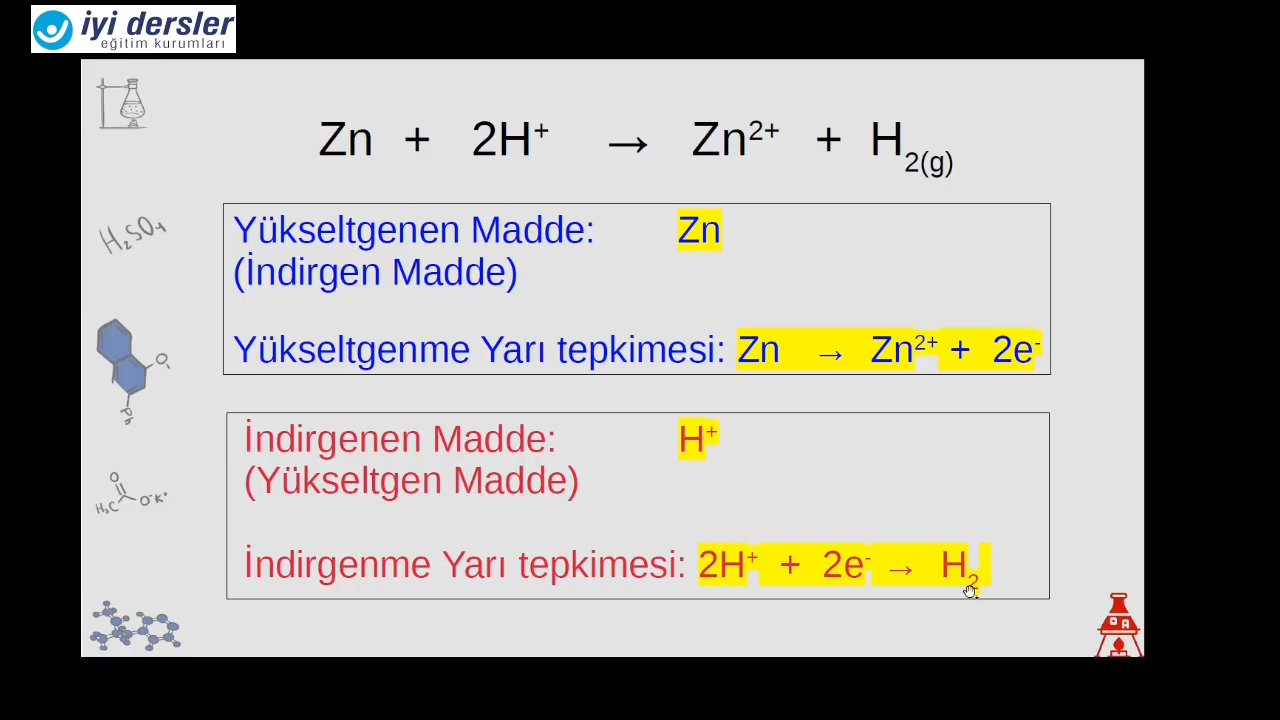 iyi dersler
eğitim kurumları
Zn + 2H⁺ → Zn²⁺ + H₂(g)
Yükseltgenen Madde: Zn
(İndirgen Madde)
Yükseltgenme Yarı tepkimesi: Zn → Zn²⁺ + 2e⁻
H₂SO₄
İndirgenen Madde: H⁺
(Yükseltgen Madde)
İndirgenme Yarı tepkimesi: 2H⁺ + 2e⁻ → H₂
O
H₃C O⁻K⁺